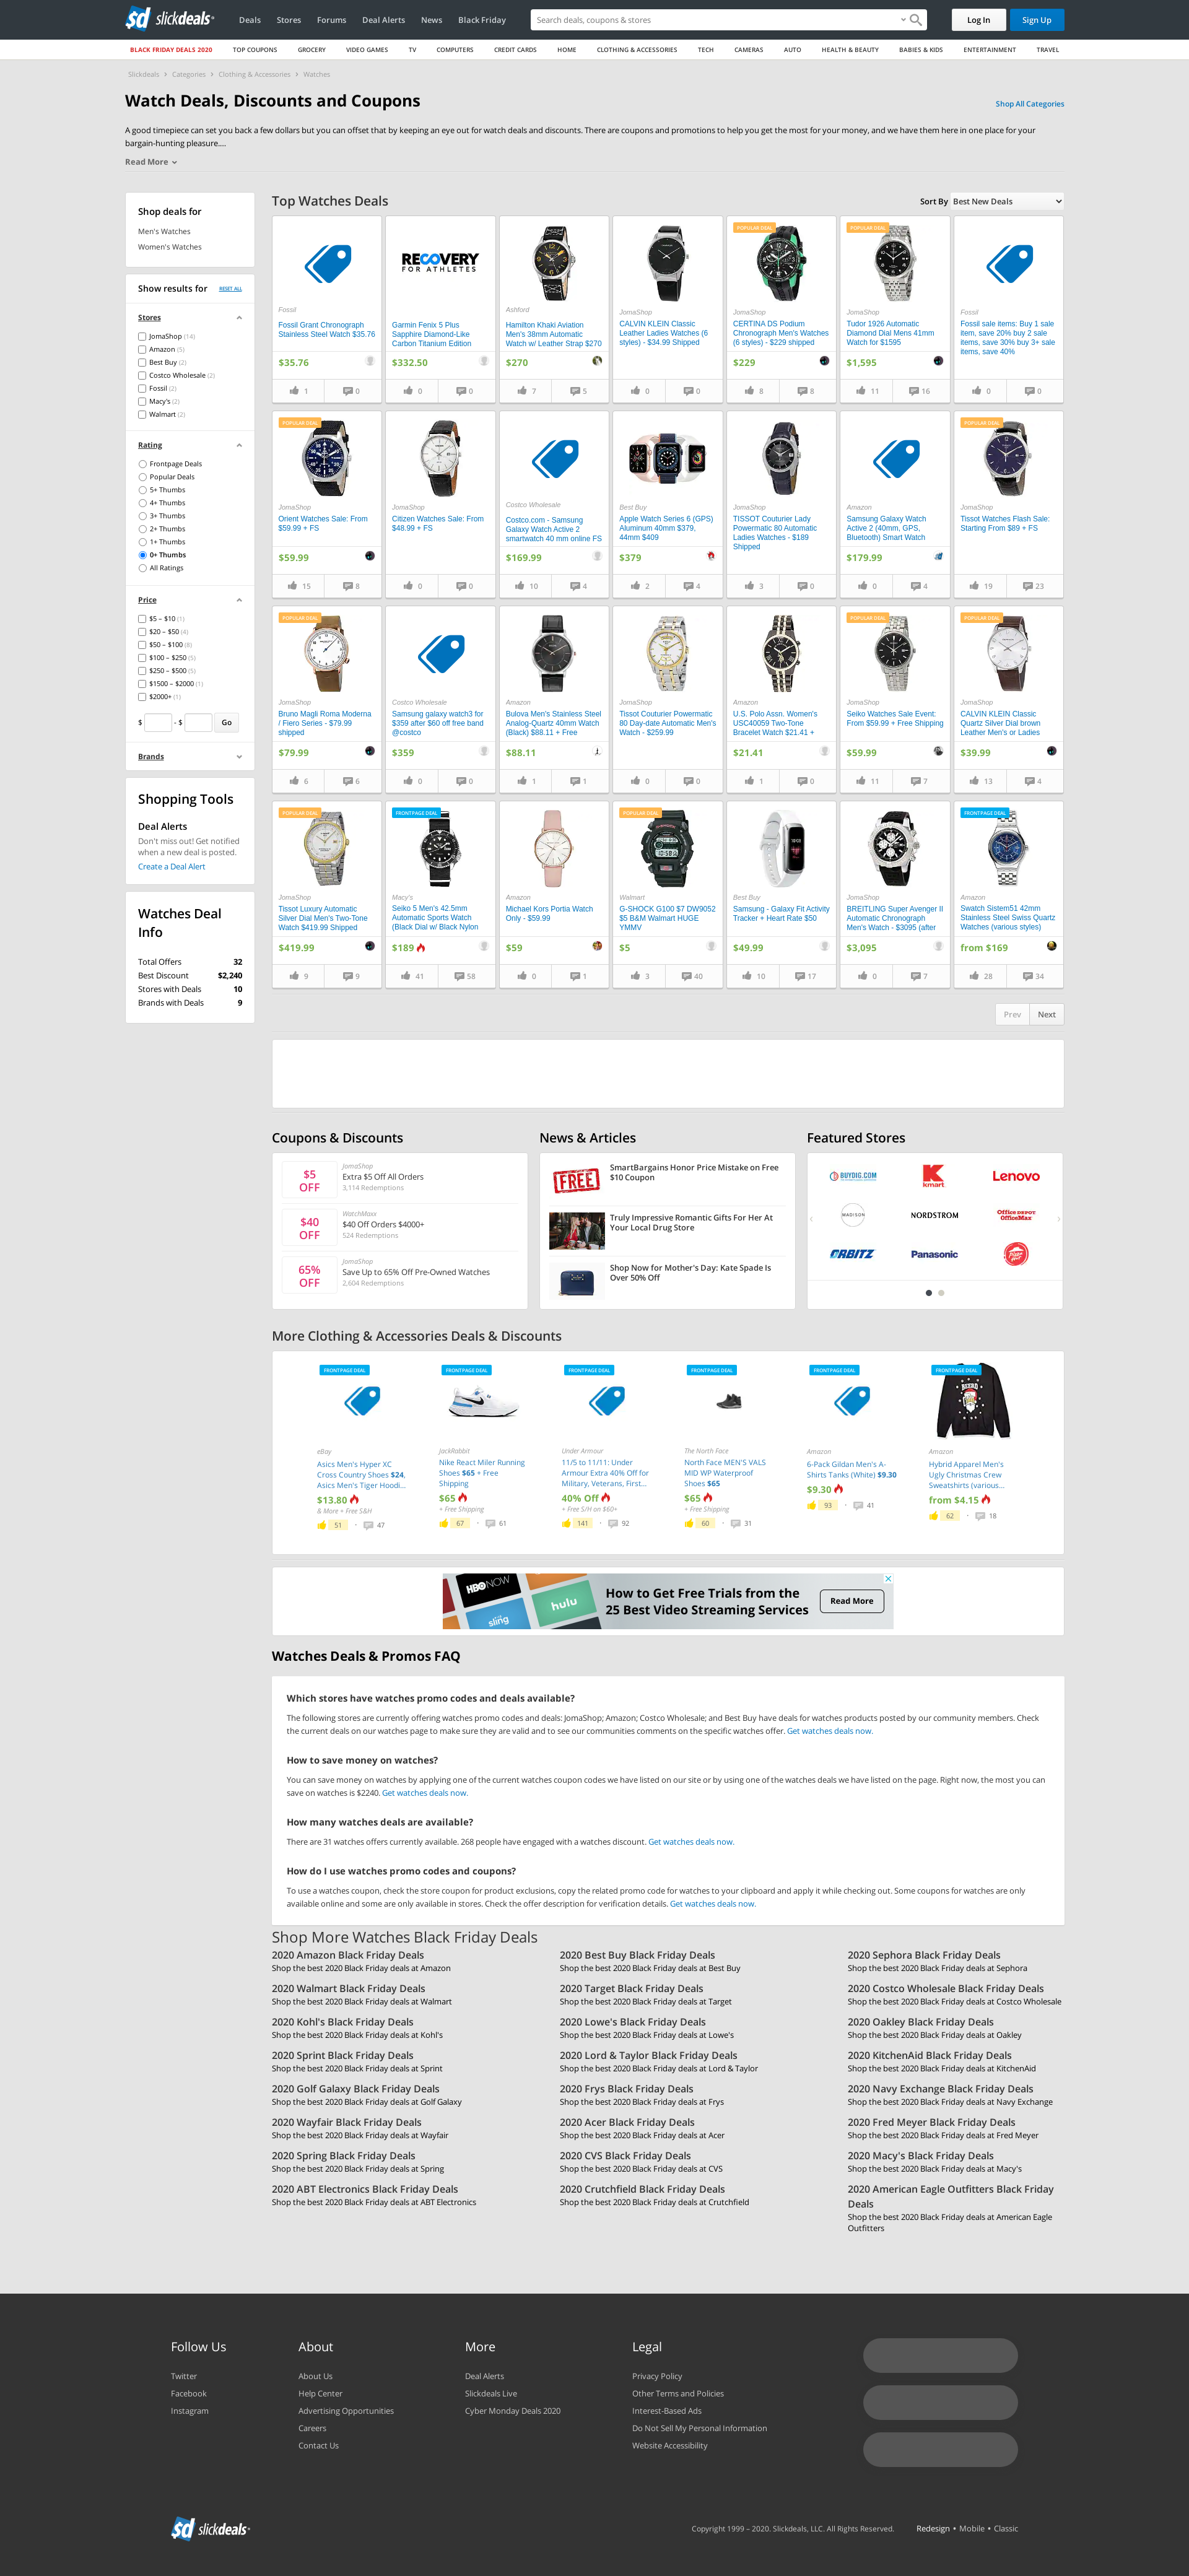 slickdeals
Deals Stores Forums Deal Alerts News Black Friday
Search deals, coupons & stores
Log In Sign Up
BLACK FRIDAY DEALS 2020 TOP COUPONS GROCERY VIDEO GAMES TV COMPUTERS CREDIT CARDS HOME CLOTHING & ACCESSORIES TECH CAMERAS AUTO HEALTH & BEAUTY BABIES & KIDS ENTERTAINMENT TRAVEL
Slickdeals › Categories › Clothing & Accessories › Watches
Watch Deals, Discounts and Coupons
Shop All Categories
A good timepiece can set you back a few dollars but you can offset that by keeping an eye out for watch deals and discounts. There are coupons and promotions to help you get the most for your money, and we have them here in one place for your
bargain-hunting pleasure....
Read More
Shop deals for
Men's Watches
Women's Watches
Show results for RESET ALL
Stores
JomaShop (14)
Amazon (5)
Best Buy (2)
Costco Wholesale (2)
Fossil (2)
Macy's (2)
Walmart (2)
Rating
Frontpage Deals
Popular Deals
5+ Thumbs
4+ Thumbs
3+ Thumbs
2+ Thumbs
1+ Thumbs
0+ Thumbs
All Ratings
Price
$5 – $10 (1)
$20 – $50 (4)
$50 – $100 (8)
$100 – $250 (5)
$250 – $500 (5)
$1500 – $2000 (1)
$2000+ (1)
$ - $ Go
Brands
Shopping Tools
Deal Alerts
Don't miss out! Get notified
when a new deal is posted.
Create a Deal Alert
Watches Deal
Info
Total Offers 32
Best Discount $2,240
Stores with Deals 10
Brands with Deals 9
Top Watches Deals
Sort By Best New Deals
Fossil
Fossil Grant Chronograph
Stainless Steel Watch $35.76
$35.76
1 0
RECOVERY
FOR ATHLETES
Garmin Fenix 5 Plus
Sapphire Diamond-Like
Carbon Titanium Edition
$332.50
0 0
Ashford
Hamilton Khaki Aviation
Men's 38mm Automatic
Watch w/ Leather Strap $270
$270
7 5
JomaShop
CALVIN KLEIN Classic
Leather Ladies Watches (6
styles) - $34.99 Shipped
0 0
POPULAR DEAL
JomaShop
CERTINA DS Podium
Chronograph Men's Watches
(6 styles) - $229 shipped
$229
8 8
POPULAR DEAL
JomaShop
Tudor 1926 Automatic
Diamond Dial Mens 41mm
Watch for $1595
$1,595
11 16
Fossil
Fossil sale items: Buy 1 sale
item, save 20% buy 2 sale
items, save 30% buy 3+ sale
items, save 40%
0 0
POPULAR DEAL
JomaShop
Orient Watches Sale: From
$59.99 + FS
$59.99
15 8
JomaShop
Citizen Watches Sale: From
$48.99 + FS
0 0
Costco Wholesale
Costco.com - Samsung
Galaxy Watch Active 2
smartwatch 40 mm online FS
$169.99
10 4
Best Buy
Apple Watch Series 6 (GPS)
Aluminum 40mm $379,
44mm $409
$379
2 4
JomaShop
TISSOT Couturier Lady
Powermatic 80 Automatic
Ladies Watches - $189
Shipped
3 0
Amazon
Samsung Galaxy Watch
Active 2 (40mm, GPS,
Bluetooth) Smart Watch
$179.99
0 4
POPULAR DEAL
JomaShop
Tissot Watches Flash Sale:
Starting From $89 + FS
19 23
POPULAR DEAL
JomaShop
Bruno Magli Roma Moderna
/ Fiero Series - $79.99
shipped
$79.99
6 6
Costco Wholesale
Samsung galaxy watch3 for
$359 after $60 off free band
@costco
$359
0 0
Amazon
Bulova Men's Stainless Steel
Analog-Quartz 40mm Watch
(Black) $88.11 + Free
$88.11
1 1
JomaShop
Tissot Couturier Powermatic
80 Day-date Automatic Men's
Watch - $259.99
0 0
Amazon
U.S. Polo Assn. Women's
USC40059 Two-Tone
Bracelet Watch $21.41 +
$21.41
1 0
POPULAR DEAL
JomaShop
Seiko Watches Sale Event:
From $59.99 + Free Shipping
$59.99
11 7
POPULAR DEAL
JomaShop
CALVIN KLEIN Classic
Quartz Silver Dial brown
Leather Men's or Ladies
$39.99
13 4
POPULAR DEAL
JomaShop
Tissot Luxury Automatic
Silver Dial Men's Two-Tone
Watch $419.99 Shipped
$419.99
9 9
FRONTPAGE DEAL
Macy's
Seiko 5 Men's 42.5mm
Automatic Sports Watch
(Black Dial w/ Black Nylon
$189
41 58
Amazon
Michael Kors Portia Watch
Only - $59.99
$59
0 1
POPULAR DEAL
Walmart
G-SHOCK G100 $7 DW9052
$5 B&M Walmart HUGE
YMMV
$5
3 40
Best Buy
Samsung - Galaxy Fit Activity
Tracker + Heart Rate $50
$49.99
10 17
JomaShop
BREITLING Super Avenger II
Automatic Chronograph
Men's Watch - $3095 (after
$3,095
0 7
FRONTPAGE DEAL
Amazon
Swatch Sistem51 42mm
Stainless Steel Swiss Quartz
Watches (various styles)
from $169
28 34
Prev Next
Coupons & Discounts
$5
OFF
JomaShop
Extra $5 Off All Orders
3,114 Redemptions
$40
OFF
WatchMaxx
$40 Off Orders $4000+
524 Redemptions
65%
OFF
JomaShop
Save Up to 65% Off Pre-Owned Watches
2,604 Redemptions
News & Articles
FREE
SmartBargains Honor Price Mistake on Free
$10 Coupon
Truly Impressive Romantic Gifts For Her At
Your Local Drug Store
Shop Now for Mother's Day: Kate Spade Is
Over 50% Off
Featured Stores
BUYDIG.COM kmart Lenovo
MADISON NORDSTROM Office DEPOT OfficeMax
ORBITZ Panasonic
More Clothing & Accessories Deals & Discounts
FRONTPAGE DEAL
eBay
Asics Men's Hyper XC
Cross Country Shoes $24,
Asics Men's Tiger Hoodi...
$13.80
& More + Free S&H
51 • 47
FRONTPAGE DEAL
JackRabbit
Nike React Miler Running
Shoes $65 + Free
Shipping
$65
+ Free Shipping
67 • 61
FRONTPAGE DEAL
Under Armour
11/5 to 11/11: Under
Armour Extra 40% Off for
Military, Veterans, First...
40% Off
+ Free S/H on $60+
141 • 92
FRONTPAGE DEAL
The North Face
North Face MEN'S VALS
MID WP Waterproof
Shoes $65
$65
+ Free Shipping
60 • 31
FRONTPAGE DEAL
Amazon
6-Pack Gildan Men's A-
Shirts Tanks (White) $9.30
$9.30
93 • 41
FRONTPAGE DEAL
Amazon
Hybrid Apparel Men's
Ugly Christmas Crew
Sweatshirts (various...
from $4.15
62 • 18
HBO NOW
hulu
sling
How to Get Free Trials from the
25 Best Video Streaming Services
Read More
Watches Deals & Promos FAQ
Which stores have watches promo codes and deals available?
The following stores are currently offering watches promo codes and deals: JomaShop; Amazon; Costco Wholesale; and Best Buy have deals for watches products posted by our community members. Check
the current deals on our watches page to make sure they are valid and to see our communities comments on the specific watches offer. Get watches deals now.
How to save money on watches?
You can save money on watches by applying one of the current watches coupon codes we have listed on our site or by using one of the watches deals we have listed on the page. Right now, the most you can
save on watches is $2240. Get watches deals now.
How many watches deals are available?
There are 31 watches offers currently available. 268 people have engaged with a watches discount. Get watches deals now.
How do I use watches promo codes and coupons?
To use a watches coupon, check the store coupon for product exclusions, copy the related promo code for watches to your clipboard and apply it while checking out. Some coupons for watches are only
available online and some are only available in stores. Check the offer description for verification details. Get watches deals now.
Shop More Watches Black Friday Deals
2020 Amazon Black Friday Deals
Shop the best 2020 Black Friday deals at Amazon
2020 Best Buy Black Friday Deals
Shop the best 2020 Black Friday deals at Best Buy
2020 Sephora Black Friday Deals
Shop the best 2020 Black Friday deals at Sephora
2020 Walmart Black Friday Deals
Shop the best 2020 Black Friday deals at Walmart
2020 Target Black Friday Deals
Shop the best 2020 Black Friday deals at Target
2020 Costco Wholesale Black Friday Deals
Shop the best 2020 Black Friday deals at Costco Wholesale
2020 Kohl's Black Friday Deals
Shop the best 2020 Black Friday deals at Kohl's
2020 Lowe's Black Friday Deals
Shop the best 2020 Black Friday deals at Lowe's
2020 Oakley Black Friday Deals
Shop the best 2020 Black Friday deals at Oakley
2020 Sprint Black Friday Deals
Shop the best 2020 Black Friday deals at Sprint
2020 Lord & Taylor Black Friday Deals
Shop the best 2020 Black Friday deals at Lord & Taylor
2020 KitchenAid Black Friday Deals
Shop the best 2020 Black Friday deals at KitchenAid
2020 Golf Galaxy Black Friday Deals
Shop the best 2020 Black Friday deals at Golf Galaxy
2020 Frys Black Friday Deals
Shop the best 2020 Black Friday deals at Frys
2020 Navy Exchange Black Friday Deals
Shop the best 2020 Black Friday deals at Navy Exchange
2020 Wayfair Black Friday Deals
Shop the best 2020 Black Friday deals at Wayfair
2020 Acer Black Friday Deals
Shop the best 2020 Black Friday deals at Acer
2020 Fred Meyer Black Friday Deals
Shop the best 2020 Black Friday deals at Fred Meyer
2020 Spring Black Friday Deals
Shop the best 2020 Black Friday deals at Spring
2020 CVS Black Friday Deals
Shop the best 2020 Black Friday deals at CVS
2020 Macy's Black Friday Deals
Shop the best 2020 Black Friday deals at Macy's
2020 ABT Electronics Black Friday Deals
Shop the best 2020 Black Friday deals at ABT Electronics
2020 Crutchfield Black Friday Deals
Shop the best 2020 Black Friday deals at Crutchfield
2020 American Eagle Outfitters Black Friday
Deals
Shop the best 2020 Black Friday deals at American Eagle
Outfitters
Follow Us
Twitter
Facebook
Instagram
About
About Us
Help Center
Advertising Opportunities
Careers
Contact Us
More
Deal Alerts
Slickdeals Live
Cyber Monday Deals 2020
Legal
Privacy Policy
Other Terms and Policies
Interest-Based Ads
Do Not Sell My Personal Information
Website Accessibility
slickdeals
Copyright 1999 – 2020. Slickdeals, LLC. All Rights Reserved. Redesign • Mobile • Classic